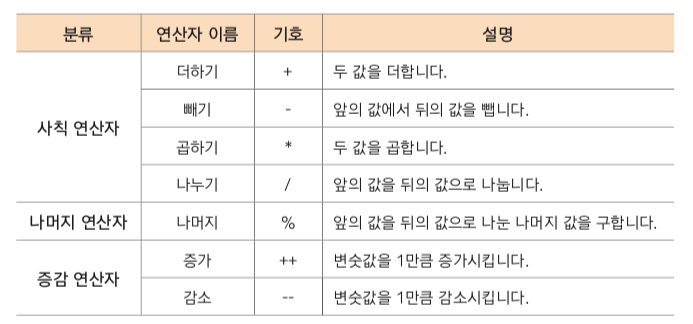 분류 연산자 이름 기호 설명
사칙 연산자
더하기 + 두 값을 더합니다.
빼기 - 앞의 값에서 뒤의 값을 뺍니다.
곱하기 * 두 값을 곱합니다.
나누기 / 앞의 값을 뒤의 값으로 나눕니다.
나머지 연산자 나머지 % 앞의 값을 뒤의 값으로 나눈 나머지 값을 구합니다.
증감 연산자
증가 ++ 변숫값을 1만큼 증가시킵니다.
감소 -- 변숫값을 1만큼 감소시킵니다.